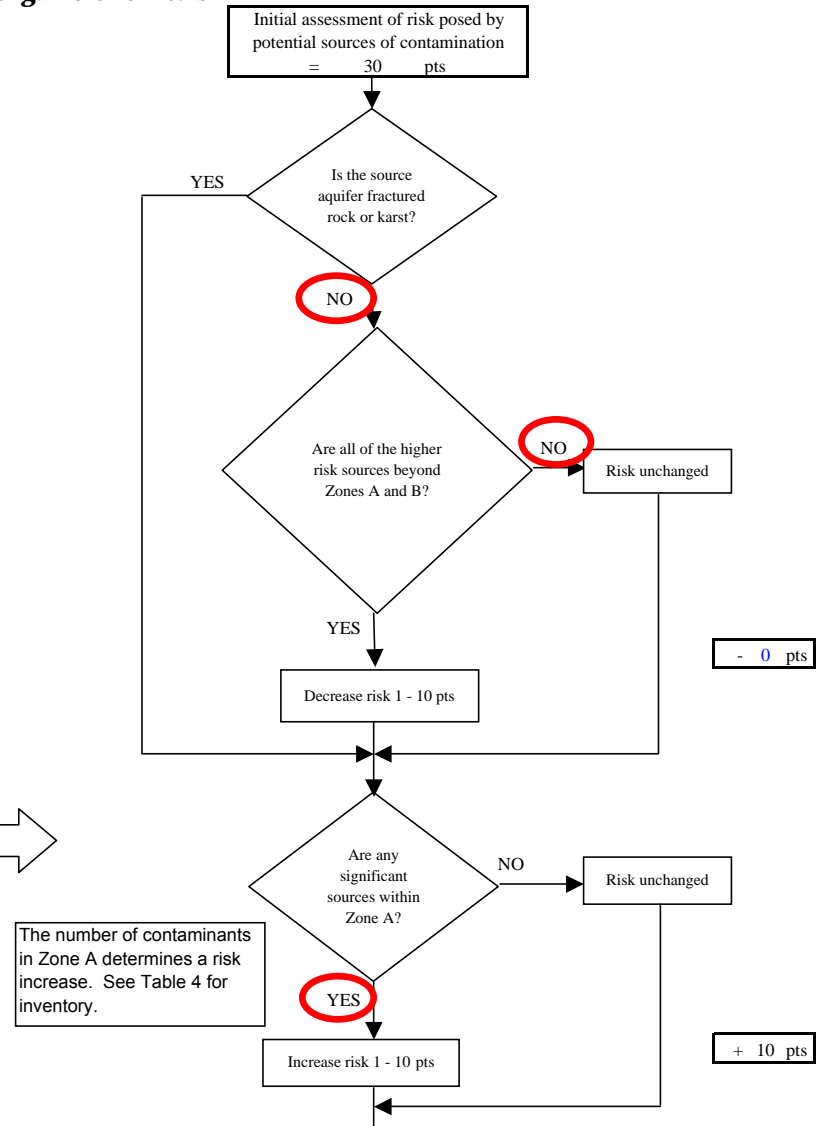 Initial assessment of risk posed by
potential sources of contamination
= 30 pts
YES
Is the source
aquifer fractured
rock or karst?
NO
Are all of the higher
risk sources beyond
Zones A and B?
NO
Risk unchanged
YES
- 0 pts
Decrease risk 1 - 10 pts
Are any
significant
sources within
Zone A?
NO
Risk unchanged
The number of contaminants
in Zone A determines a risk
increase. See Table 4 for
inventory.
YES
+ 10 pts
Increase risk 1 - 10 pts